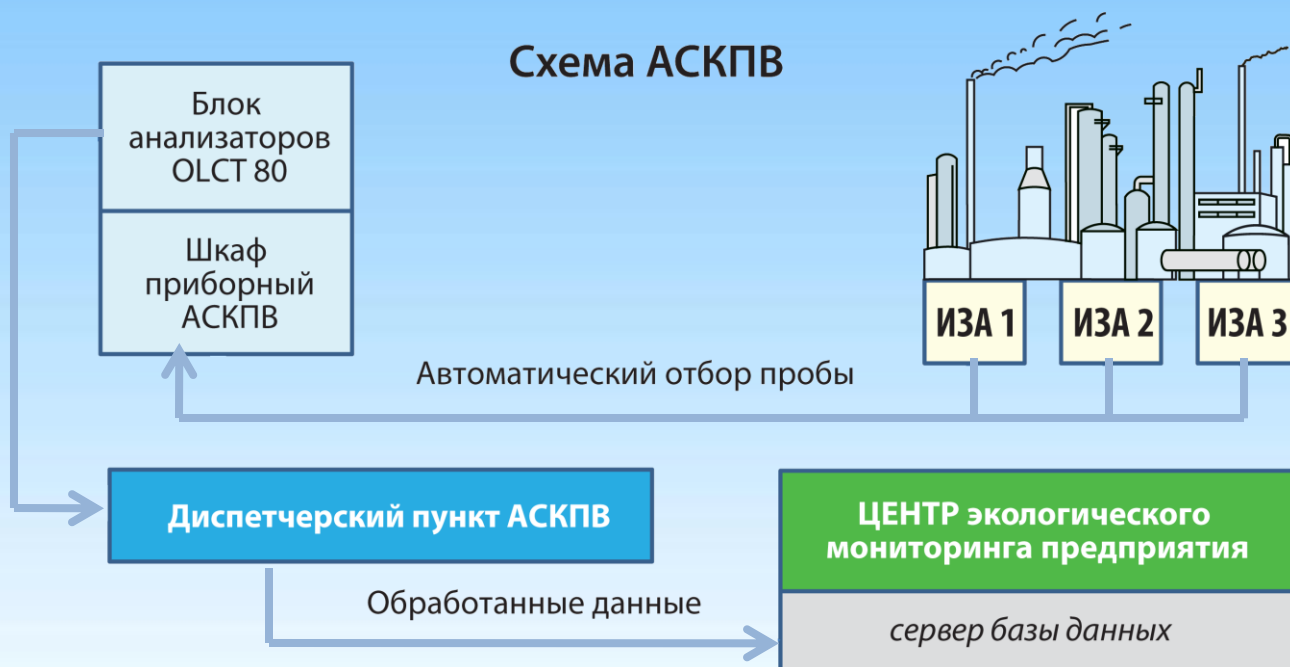 Схема АСКПВ
Блок
анализаторов
OLCT 80
Шкаф
приборный
АСКПВ
ИЗА 1
ИЗА 2
ИЗА 3
Автоматический отбор пробы
Диспетчерский пункт АСКПВ
ЦЕНТР экологического
мониторинга предприятия
Обработанные данные
сервер базы данных